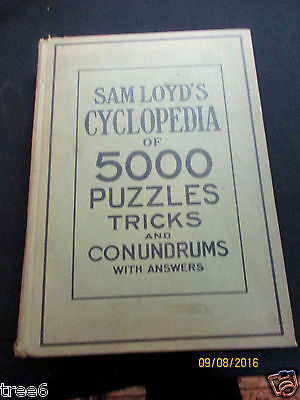 SAM LOYD'S
CYCLOPEDIA
OF
5000
PUZZLES
TRICKS
AND
CONUNDRUMS
WITH ANSWERS
09/08/2016
tree6